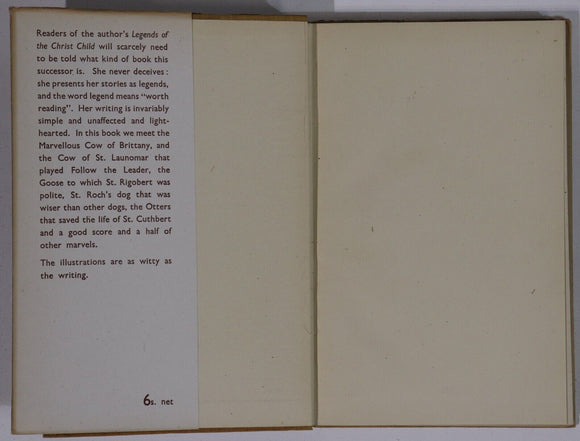 Readers of the author's Legends of
the Christ Child will scarcely need
to be told what kind of book this
successor is. She never deceives :
she presents her stories as legends,
and the word legend means "worth
reading". Her writing is invariably
simple and unaffected and light-
hearted. In this book we meet the
Marvellous Cow of Brittany, and
the Cow of St. Launomar that
played Follow the Leader, the
Goose to which St. Rigobert was
polite, St. Roch's dog that was
wiser than other dogs, the Otters
that saved the life of St. Cuthbert
and a good score and a half of
other marvels.
The illustrations are as witty as
the writing.
6s. net